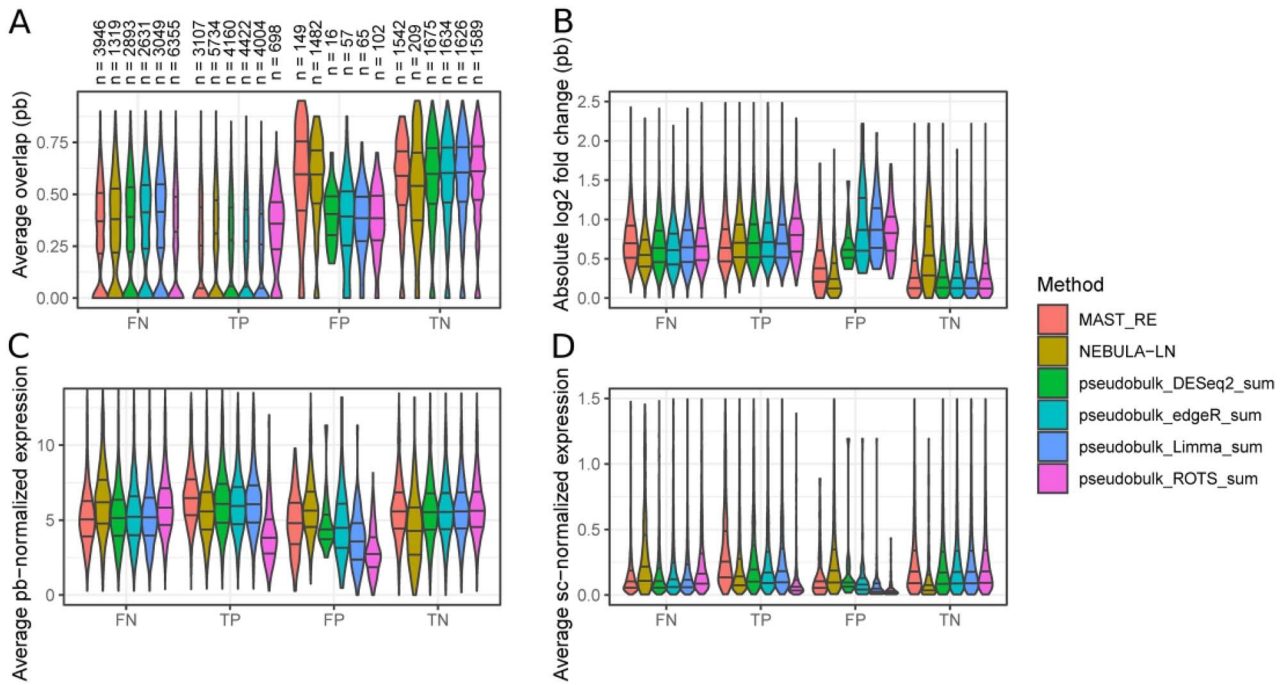 A
n = 3946
n = 1319
n = 2893
n = 2631
n = 3049
n = 6355
n = 3107
n = 5734
n = 4160
n = 4422
n = 4004
n = 698
n = 149
n = 1482
n = 16
n = 57
n = 65
n = 102
n = 1542
n = 209
n = 1675
n = 1634
n = 1626
n = 1589
Average overlap (pb)
0.75
0.50
0.25
0.00
FN TP FP TN
B
Absolute log2 fold change (pb)
2.5
2.0
1.5
1.0
0.5
0.0
FN TP FP TN
C
Average pb−normalized expression
10
5
0
FN TP FP TN
D
Average sc−normalized expression
1.5
1.0
0.5
0.0
FN TP FP TN
Method
MAST_RE
NEBULA−LN
pseudobulk_DESeq2_sum
pseudobulk_edgeR_sum
pseudobulk_Limma_sum
pseudobulk_ROTS_sum